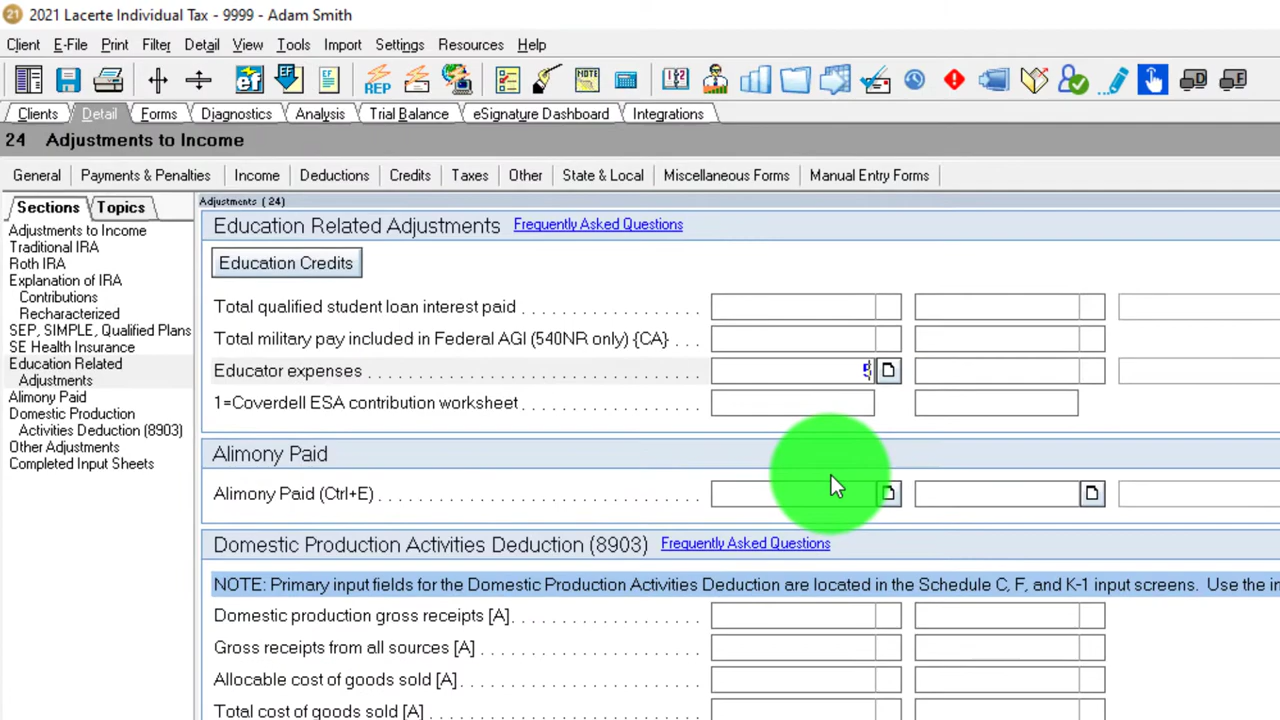 2021 Lacerte Individual Tax - 9999 - Adam Smith
Client E-File Print Filter Detail View Tools Import Settings Resources Help
Clients Detail Forms Diagnostics Analysis Trial Balance eSignature Dashboard Integrations
24 Adjustments to Income
General Payments & Penalties Income Deductions Credits Taxes Other State & Local Miscellaneous Forms Manual Entry Forms
Sections Topics
Adjustments to Income
Traditional IRA
Roth IRA
Explanation of IRA
Contributions
Recharacterized
SEP, SIMPLE, Qualified Plans
SE Health Insurance
Education Related
Adjustments
Alimony Paid
Domestic Production
Activities Deduction (8903)
Other Adjustments
Completed Input Sheets
Adjustments (24)
Education Related Adjustments Frequently Asked Questions
Education Credits
Total qualified student loan interest paid
Total military pay included in Federal AGI (540NR only) {CA}
Educator expenses
1=Coverdell ESA contribution worksheet
Alimony Paid
Alimony Paid (Ctrl+E)
Domestic Production Activities Deduction (8903) Frequently Asked Questions
NOTE: Primary input fields for the Domestic Production Activities Deduction are located in the Schedule C, F, and K-1 input screens. Use the in
Domestic production gross receipts [A]
Gross receipts from all sources [A]
Allocable cost of goods sold [A]
Total cost of goods sold [A]